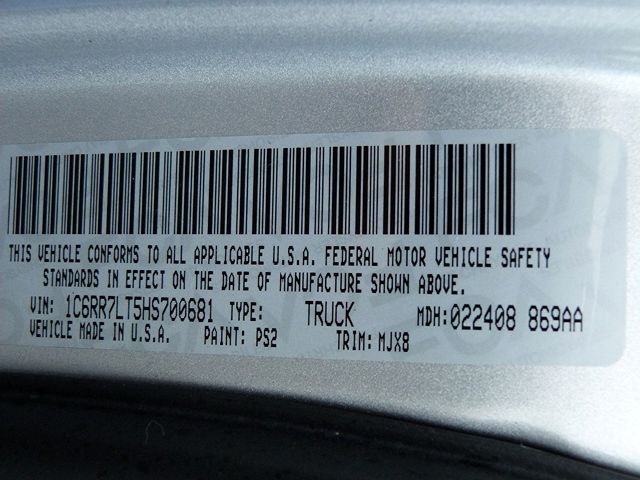 THIS VEHICLE CONFORMS TO ALL APPLICABLE U.S.A. FEDERAL MOTOR VEHICLE SAFETY
STANDARDS IN EFFECT ON THE DATE OF MANUFACTURE SHOWN ABOVE.
VIN: 1C6RR7LT5HS700681 TYPE: TRUCK MDH:022408 869AA
VEHICLE MADE IN U.S.A. PAINT: PS2 TRIM: MJX8